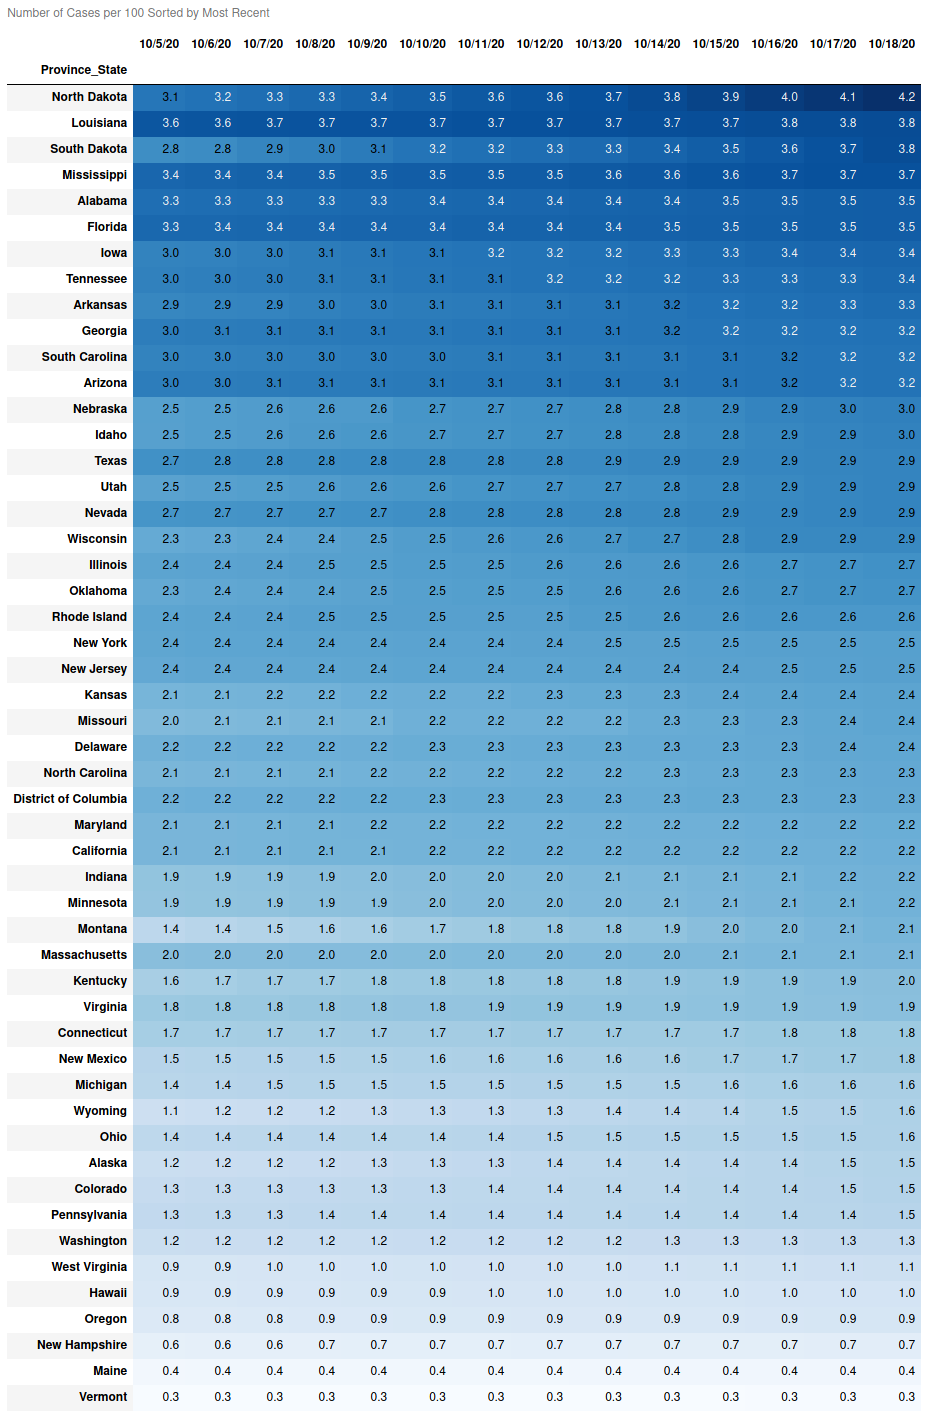 Number of Cases per 100 Sorted by Most Recent
10/5/20 10/6/20 10/7/20 10/8/20 10/9/20 10/10/20 10/11/20 10/12/20 10/13/20 10/14/20 10/15/20 10/16/20 10/17/20 10/18/20
Province_State
North Dakota 3.1 3.2 3.3 3.3 3.4 3.5 3.6 3.6 3.7 3.8 3.9 4.0 4.1 4.2
Louisiana 3.6 3.6 3.7 3.7 3.7 3.7 3.7 3.7 3.7 3.7 3.7 3.8 3.8 3.8
South Dakota 2.8 2.8 2.9 3.0 3.1 3.2 3.2 3.3 3.3 3.4 3.5 3.6 3.7 3.8
Mississippi 3.4 3.4 3.4 3.5 3.5 3.5 3.5 3.5 3.6 3.6 3.6 3.7 3.7 3.7
Alabama 3.3 3.3 3.3 3.3 3.3 3.4 3.4 3.4 3.4 3.4 3.5 3.5 3.5 3.5
Florida 3.3 3.4 3.4 3.4 3.4 3.4 3.4 3.4 3.4 3.5 3.5 3.5 3.5 3.5
Iowa 3.0 3.0 3.0 3.1 3.1 3.1 3.2 3.2 3.2 3.3 3.3 3.4 3.4 3.4
Tennessee 3.0 3.0 3.0 3.1 3.1 3.1 3.1 3.2 3.2 3.2 3.3 3.3 3.3 3.4
Arkansas 2.9 2.9 2.9 3.0 3.0 3.1 3.1 3.1 3.1 3.2 3.2 3.2 3.3 3.3
Georgia 3.0 3.1 3.1 3.1 3.1 3.1 3.1 3.1 3.1 3.2 3.2 3.2 3.2 3.2
South Carolina 3.0 3.0 3.0 3.0 3.0 3.0 3.1 3.1 3.1 3.1 3.1 3.2 3.2 3.2
Arizona 3.0 3.0 3.1 3.1 3.1 3.1 3.1 3.1 3.1 3.1 3.1 3.2 3.2 3.2
Nebraska 2.5 2.5 2.6 2.6 2.6 2.7 2.7 2.7 2.8 2.8 2.9 2.9 3.0 3.0
Idaho 2.5 2.5 2.6 2.6 2.6 2.7 2.7 2.7 2.8 2.8 2.8 2.9 2.9 3.0
Texas 2.7 2.8 2.8 2.8 2.8 2.8 2.8 2.8 2.9 2.9 2.9 2.9 2.9 2.9
Utah 2.5 2.5 2.5 2.6 2.6 2.6 2.7 2.7 2.7 2.8 2.8 2.9 2.9 2.9
Nevada 2.7 2.7 2.7 2.7 2.7 2.8 2.8 2.8 2.8 2.8 2.9 2.9 2.9 2.9
Wisconsin 2.3 2.3 2.4 2.4 2.5 2.5 2.6 2.6 2.7 2.7 2.8 2.9 2.9 2.9
Illinois 2.4 2.4 2.4 2.5 2.5 2.5 2.5 2.6 2.6 2.6 2.6 2.7 2.7 2.7
Oklahoma 2.3 2.4 2.4 2.4 2.5 2.5 2.5 2.5 2.6 2.6 2.6 2.7 2.7 2.7
Rhode Island 2.4 2.4 2.4 2.5 2.5 2.5 2.5 2.5 2.5 2.6 2.6 2.6 2.6 2.6
New York 2.4 2.4 2.4 2.4 2.4 2.4 2.4 2.4 2.5 2.5 2.5 2.5 2.5 2.5
New Jersey 2.4 2.4 2.4 2.4 2.4 2.4 2.4 2.4 2.4 2.4 2.4 2.5 2.5 2.5
Kansas 2.1 2.1 2.2 2.2 2.2 2.2 2.2 2.3 2.3 2.3 2.4 2.4 2.4 2.4
Missouri 2.0 2.1 2.1 2.1 2.1 2.2 2.2 2.2 2.2 2.3 2.3 2.3 2.4 2.4
Delaware 2.2 2.2 2.2 2.2 2.2 2.3 2.3 2.3 2.3 2.3 2.3 2.3 2.4 2.4
North Carolina 2.1 2.1 2.1 2.1 2.2 2.2 2.2 2.2 2.2 2.3 2.3 2.3 2.3 2.3
District of Columbia 2.2 2.2 2.2 2.2 2.2 2.3 2.3 2.3 2.3 2.3 2.3 2.3 2.3 2.3
Maryland 2.1 2.1 2.1 2.1 2.2 2.2 2.2 2.2 2.2 2.2 2.2 2.2 2.2 2.2
California 2.1 2.1 2.1 2.1 2.1 2.2 2.2 2.2 2.2 2.2 2.2 2.2 2.2 2.2
Indiana 1.9 1.9 1.9 1.9 2.0 2.0 2.0 2.0 2.1 2.1 2.1 2.1 2.2 2.2
Minnesota 1.9 1.9 1.9 1.9 1.9 2.0 2.0 2.0 2.0 2.1 2.1 2.1 2.1 2.2
Montana 1.4 1.4 1.5 1.6 1.6 1.7 1.8 1.8 1.8 1.9 2.0 2.0 2.1 2.1
Massachusetts 2.0 2.0 2.0 2.0 2.0 2.0 2.0 2.0 2.0 2.0 2.1 2.1 2.1 2.1
Kentucky 1.6 1.7 1.7 1.7 1.8 1.8 1.8 1.8 1.8 1.9 1.9 1.9 1.9 2.0
Virginia 1.8 1.8 1.8 1.8 1.8 1.8 1.9 1.9 1.9 1.9 1.9 1.9 1.9 1.9
Connecticut 1.7 1.7 1.7 1.7 1.7 1.7 1.7 1.7 1.7 1.7 1.7 1.8 1.8 1.8
New Mexico 1.5 1.5 1.5 1.5 1.5 1.6 1.6 1.6 1.6 1.6 1.7 1.7 1.7 1.8
Michigan 1.4 1.4 1.5 1.5 1.5 1.5 1.5 1.5 1.5 1.5 1.6 1.6 1.6 1.6
Wyoming 1.1 1.2 1.2 1.2 1.3 1.3 1.3 1.3 1.4 1.4 1.4 1.5 1.5 1.6
Ohio 1.4 1.4 1.4 1.4 1.4 1.4 1.4 1.5 1.5 1.5 1.5 1.5 1.5 1.6
Alaska 1.2 1.2 1.2 1.2 1.3 1.3 1.3 1.4 1.4 1.4 1.4 1.4 1.5 1.5
Colorado 1.3 1.3 1.3 1.3 1.3 1.3 1.4 1.4 1.4 1.4 1.4 1.4 1.5 1.5
Pennsylvania 1.3 1.3 1.3 1.4 1.4 1.4 1.4 1.4 1.4 1.4 1.4 1.4 1.4 1.5
Washington 1.2 1.2 1.2 1.2 1.2 1.2 1.2 1.2 1.2 1.3 1.3 1.3 1.3 1.3
West Virginia 0.9 0.9 1.0 1.0 1.0 1.0 1.0 1.0 1.0 1.1 1.1 1.1 1.1 1.1
Hawaii 0.9 0.9 0.9 0.9 0.9 0.9 1.0 1.0 1.0 1.0 1.0 1.0 1.0 1.0
Oregon 0.8 0.8 0.8 0.9 0.9 0.9 0.9 0.9 0.9 0.9 0.9 0.9 0.9 0.9
New Hampshire 0.6 0.6 0.6 0.7 0.7 0.7 0.7 0.7 0.7 0.7 0.7 0.7 0.7 0.7
Maine 0.4 0.4 0.4 0.4 0.4 0.4 0.4 0.4 0.4 0.4 0.4 0.4 0.4 0.4
Vermont 0.3 0.3 0.3 0.3 0.3 0.3 0.3 0.3 0.3 0.3 0.3 0.3 0.3 0.3